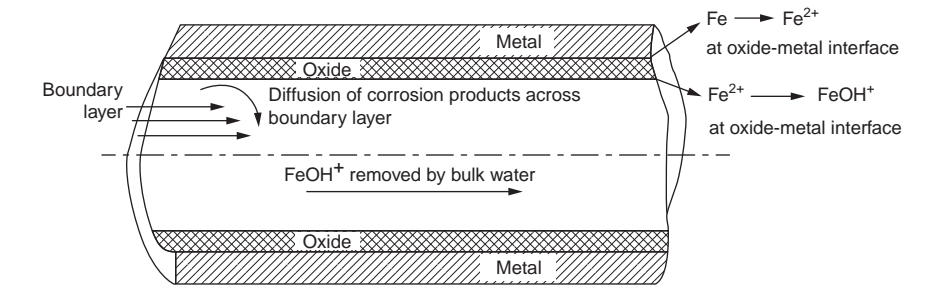 Metal
Oxide
Boundary
layer
Diffusion of corrosion products across
boundary layer
FeOH⁺ removed by bulk water
Oxide
Metal
Fe ⟶ Fe²⁺
at oxide-metal interface
Fe²⁺ ⟶ FeOH⁺
at oxide-metal interface